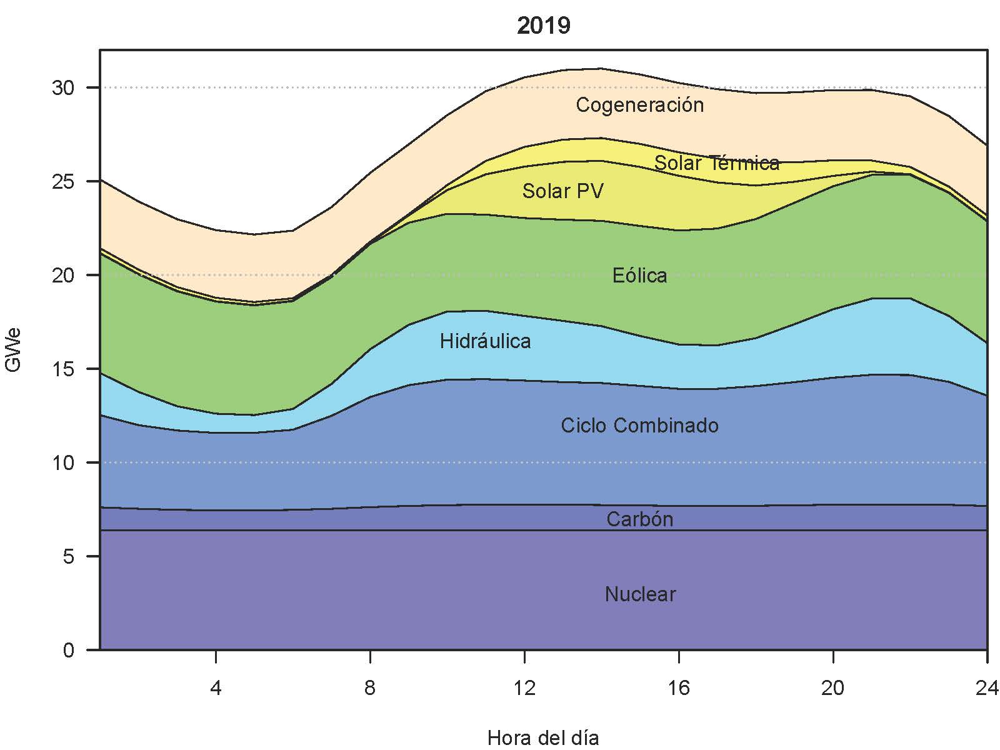 2019
30
25
20
15
10
5
0
GWe
Cogeneración
Solar Térmica
Solar PV
Eólica
Hidráulica
Ciclo Combinado
Carbón
Nuclear
4 8 12 16 20 24
Hora del día